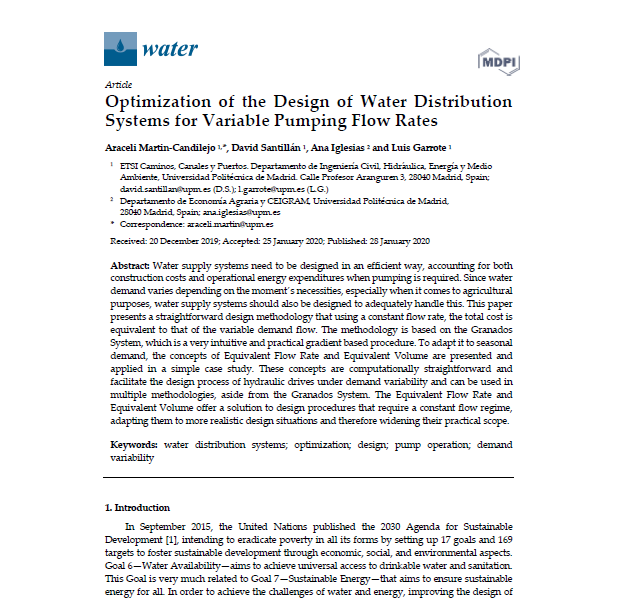 water
MDPI
Article
Optimization of the Design of Water Distribution
Systems for Variable Pumping Flow Rates
Araceli Martin-Candilejo 1,*, David Santillán 1, Ana Iglesias 2 and Luis Garrote 1
1 ETSI Caminos, Canales y Puertos. Departamento de Ingeniería Civil, Hidráulica, Energía y Medio
Ambiente, Universidad Politécnica de Madrid. Calle Profesor Aranguren 3, 28040 Madrid, Spain;
david.santillan@upm.es (D.S.); l.garrote@upm.es (L.G.)
2 Departamento de Economía Agraria y CEIGRAM, Universidad Politécnica de Madrid,
28040 Madrid, Spain; ana.iglesias@upm.es
* Correspondence: araceli.martin@upm.es
Received: 20 December 2019; Accepted: 25 January 2020; Published: 28 January 2020
Abstract: Water supply systems need to be designed in an efficient way, accounting for both
construction costs and operational energy expenditures when pumping is required. Since water
demand varies depending on the moment's necessities, especially when it comes to agricultural
purposes, water supply systems should also be designed to adequately handle this. This paper
presents a straightforward design methodology that using a constant flow rate, the total cost is
equivalent to that of the variable demand flow. The methodology is based on the Granados
System, which is a very intuitive and practical gradient based procedure. To adapt it to seasonal
demand, the concepts of Equivalent Flow Rate and Equivalent Volume are presented and
applied in a simple case study. These concepts are computationally straightforward and
facilitate the design process of hydraulic drives under demand variability and can be used in
multiple methodologies, aside from the Granados System. The Equivalent Flow Rate and
Equivalent Volume offer a solution to design procedures that require a constant flow regime,
adapting them to more realistic design situations and therefore widening their practical scope.
Keywords: water distribution systems; optimization; design; pump operation; demand
variability
1. Introduction
In September 2015, the United Nations published the 2030 Agenda for Sustainable
Development [1], intending to eradicate poverty in all its forms by setting up 17 goals and 169
targets to foster sustainable development through economic, social, and environmental aspects.
Goal 6—Water Availability—aims to achieve universal access to drinkable water and sanitation.
This Goal is very much related to Goal 7—Sustainable Energy—that aims to ensure sustainable
energy for all. In order to achieve the challenges of water and energy, improving the design of